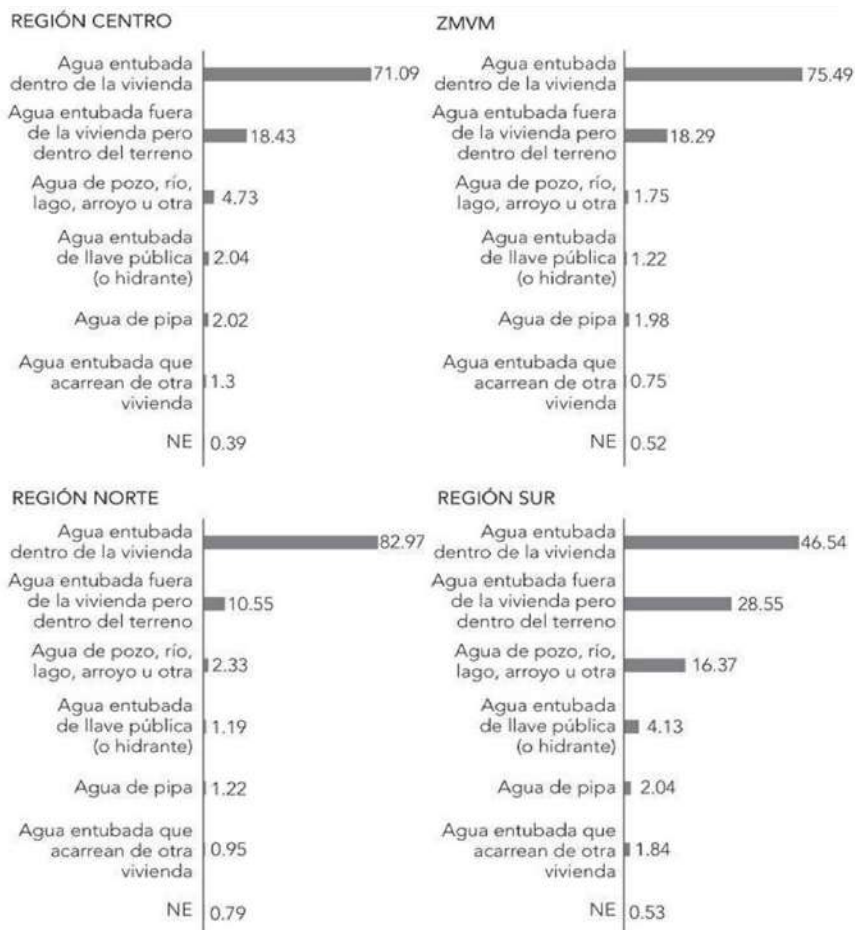 REGIÓN CENTRO
Agua entubada
dentro de la vivienda
71.09
Agua entubada fuera
de la vivienda pero
dentro del terreno
18.43
Agua de pozo, río,
lago, arroyo u otra
4.73
Agua entubada
de llave pública
(o hidrante)
2.04
Agua de pipa
2.02
Agua entubada que
acarrean de otra
vivienda
1.3
NE
0.39
ZMVM
Agua entubada
dentro de la vivienda
75.49
Agua entubada fuera
de la vivienda pero
dentro del terreno
18.29
Agua de pozo, río,
lago, arroyo u otra
1.75
Agua entubada
de llave pública
(o hidrante)
1.22
Agua de pipa
1.98
Agua entubada que
acarrean de otra
vivienda
0.75
NE
0.52
REGIÓN NORTE
Agua entubada
dentro de la vivienda
82.97
Agua entubada fuera
de la vivienda pero
dentro del terreno
10.55
Agua de pozo, río,
lago, arroyo u otra
2.33
Agua entubada
de llave pública
(o hidrante)
1.19
Agua de pipa
1.22
Agua entubada que
acarrean de otra
vivienda
0.95
NE
0.79
REGIÓN SUR
Agua entubada
dentro de la vivienda
46.54
Agua entubada fuera
de la vivienda pero
dentro del terreno
28.55
Agua de pozo, río,
lago, arroyo u otra
16.37
Agua entubada
de llave pública
(o hidrante)
4.13
Agua de pipa
2.04
Agua entubada que
acarrean de otra
vivienda
1.84
NE
0.53